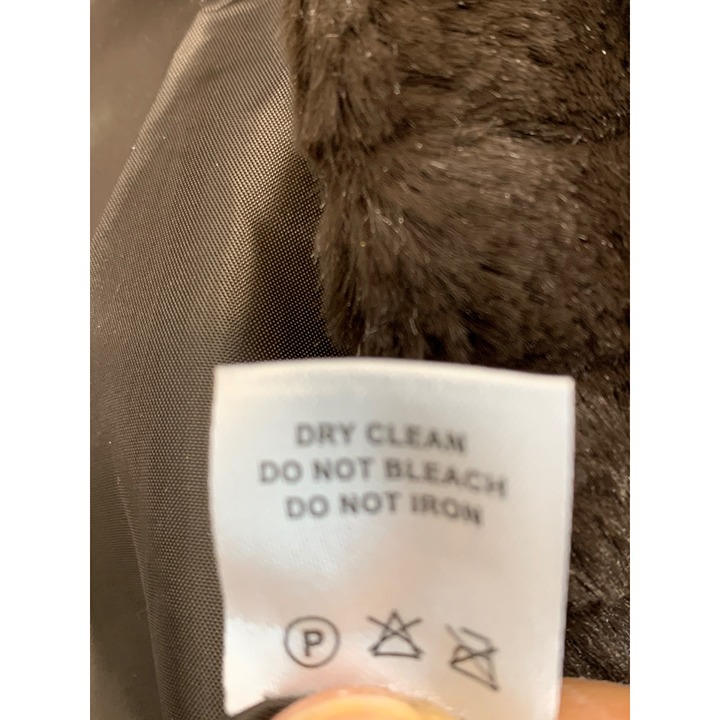 DRY CLEAN
DO NOT BLEACH
DO NOT IRON
P